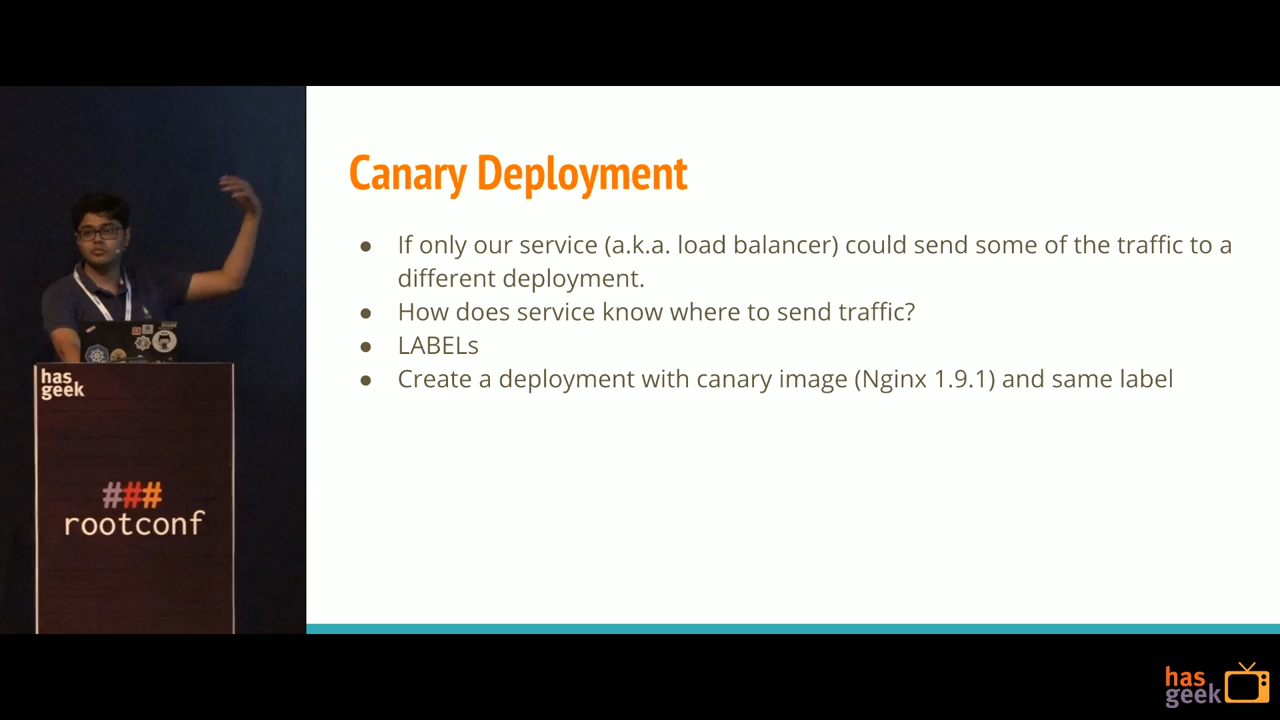 Canary Deployment
● If only our service (a.k.a. load balancer) could send some of the traffic to a
different deployment.
● How does service know where to send traffic?
● LABELs
● Create a deployment with canary image (Nginx 1.9.1) and same label
has
geek
###
rootconf
has
geek